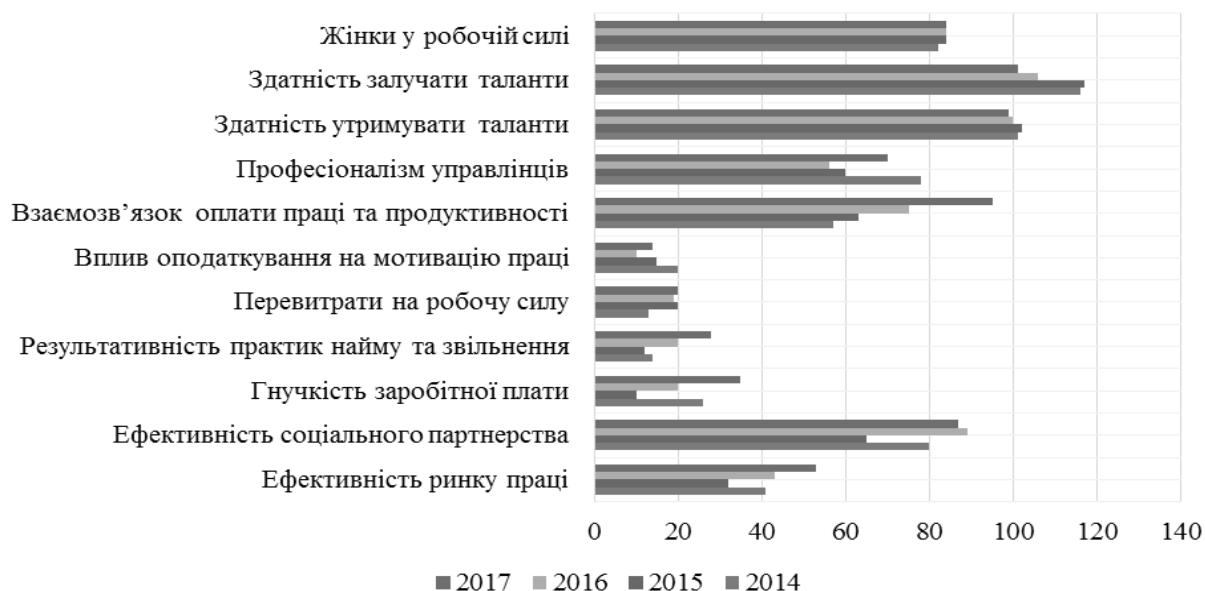 Жінки у робочій силі
Здатність залучати таланти
Здатність утримувати таланти
Професіоналізм управлінців
Взаємозв’язок оплати праці та продуктивності
Вплив оподаткування на мотивацію праці
Перевитрати на робочу силу
Результативність практик найму та звільнення
Гнучкість заробітної плати
Ефективність соціального партнерства
Ефективність ринку праці
0 20 40 60 80 100 120 140
2017 2016 2015 2014